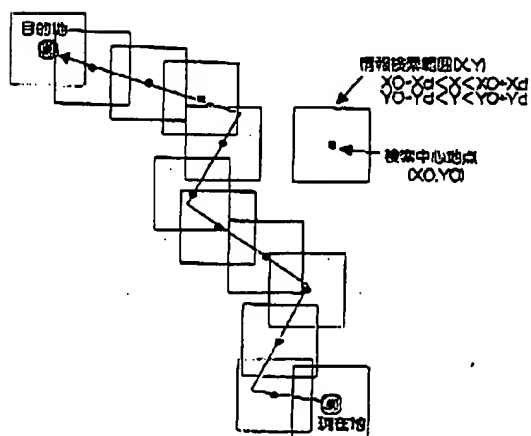 目的地
情報検索範囲(X,Y)
X0-Xd<X<X0+Xd
Y0-Yd<Y<Y0+Yd
検索中心地点
(X0,Y0)
現在地